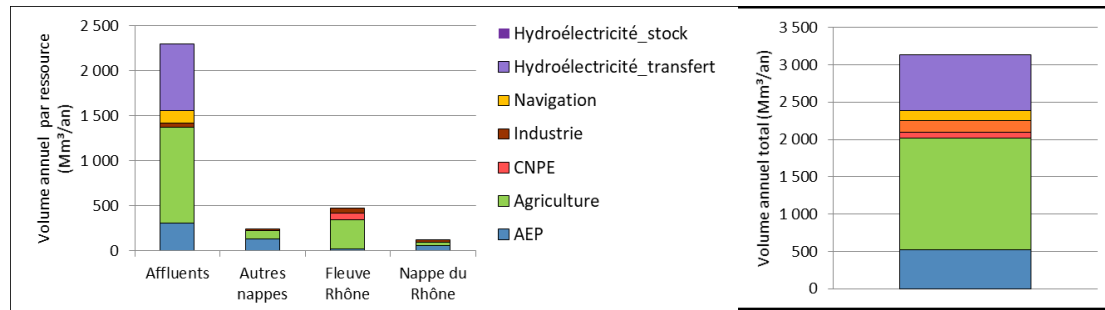 Volume annuel par ressource
(Mm³/an)
2 500
2 000
1 500
1 000
500
0
Affluents
Autres
nappes
Fleuve
Rhône
Nappe du
Rhône
Hydroélectricité_stock
Hydroélectricité_transfert
Navigation
Industrie
CNPE
Agriculture
AEP
Volume annuel total (Mm³/an)
3 500
3 000
2 500
2 000
1 500
1 000
500
0